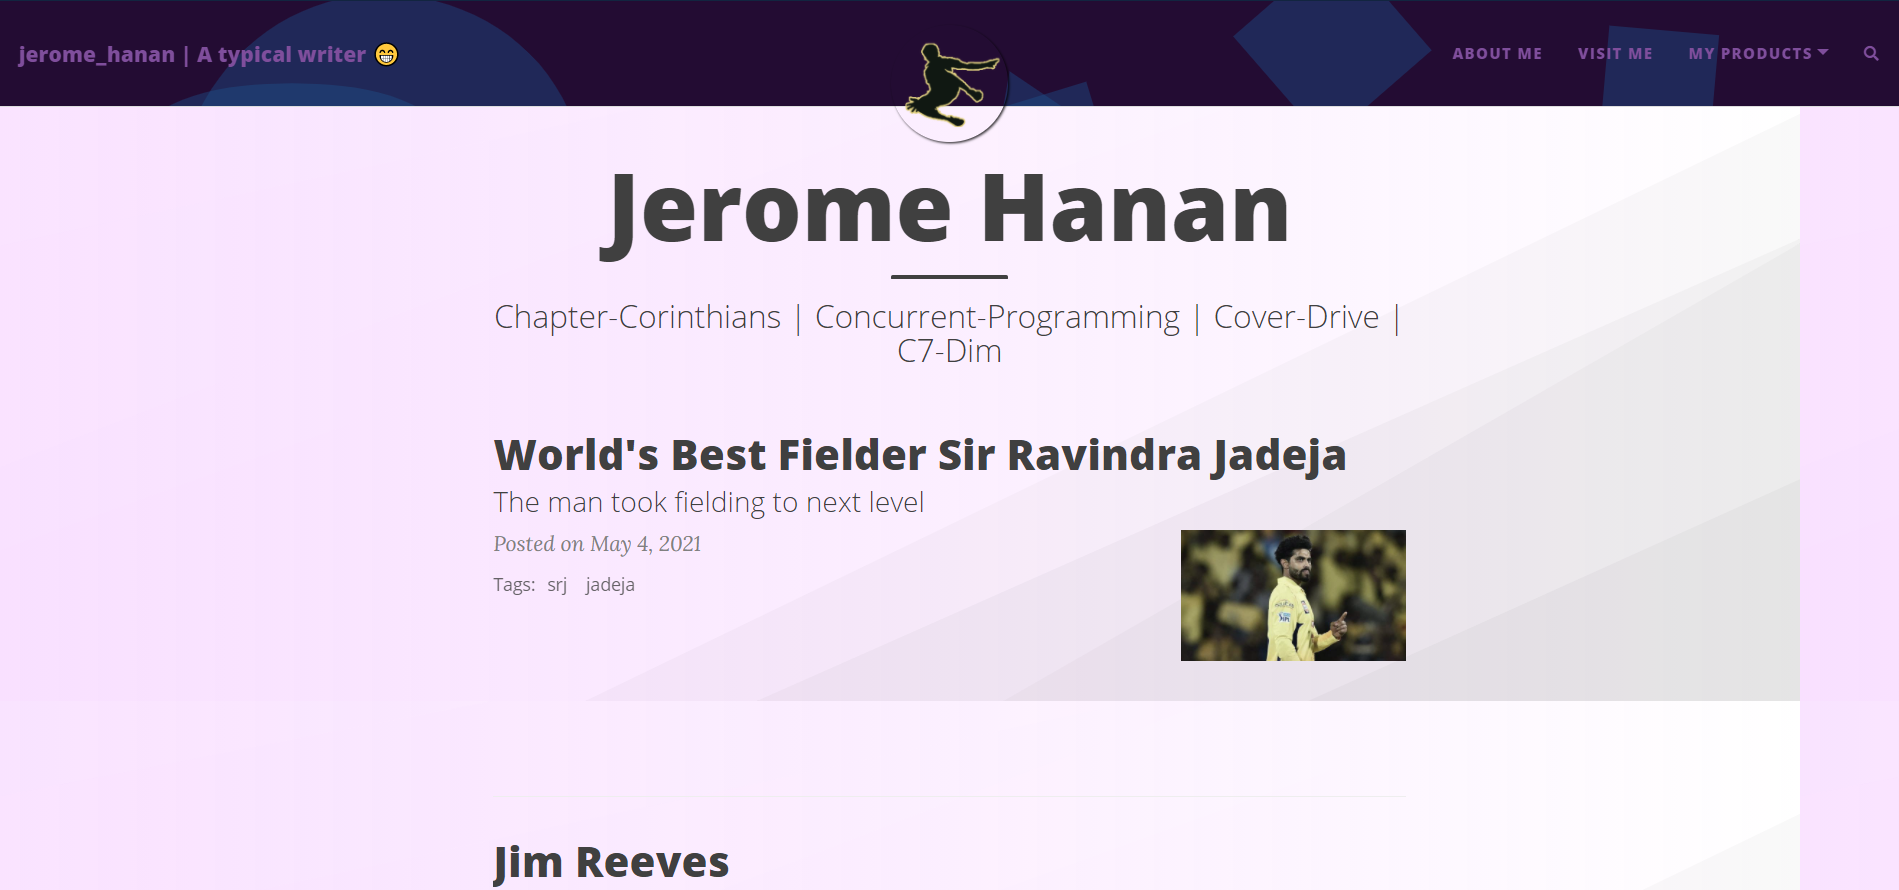 jerome_hanan | A typical writer 😁
ABOUT ME
VISIT ME
MY PRODUCTS
Jerome Hanan
Chapter-Corinthians | Concurrent-Programming | Cover-Drive |
C7-Dim
World's Best Fielder Sir Ravindra Jadeja
The man took fielding to next level
Posted on May 4, 2021
Tags: srj jadeja
Jim Reeves